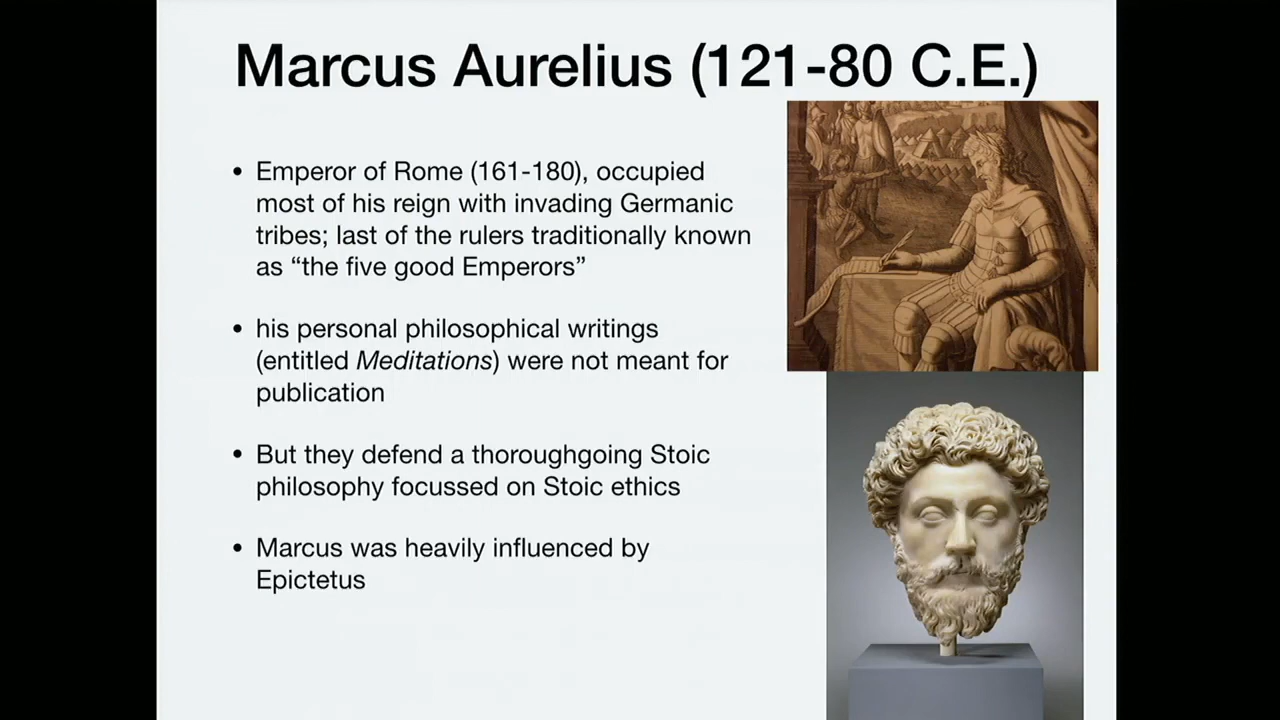 Marcus Aurelius (121-80 C.E.)
• Emperor of Rome (161-180), occupied
most of his reign with invading Germanic
tribes; last of the rulers traditionally known
as “the five good Emperors”
• his personal philosophical writings
(entitled Meditations) were not meant for
publication
• But they defend a thoroughgoing Stoic
philosophy focussed on Stoic ethics
• Marcus was heavily influenced by
Epictetus